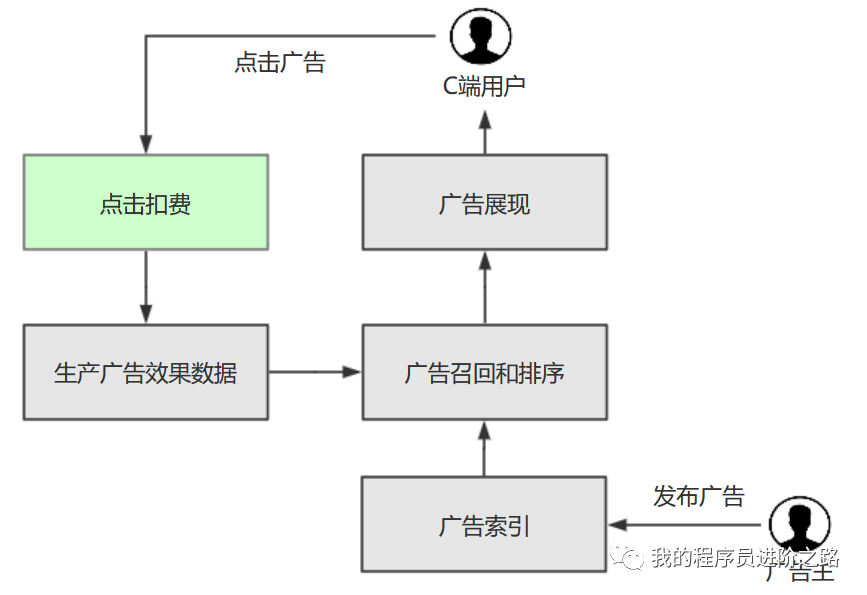 点击广告
C端用户
点击扣费
广告展现
生产广告效果数据
广告召回和排序
广告索引
发布广告
我的程序员进阶之路
广告主